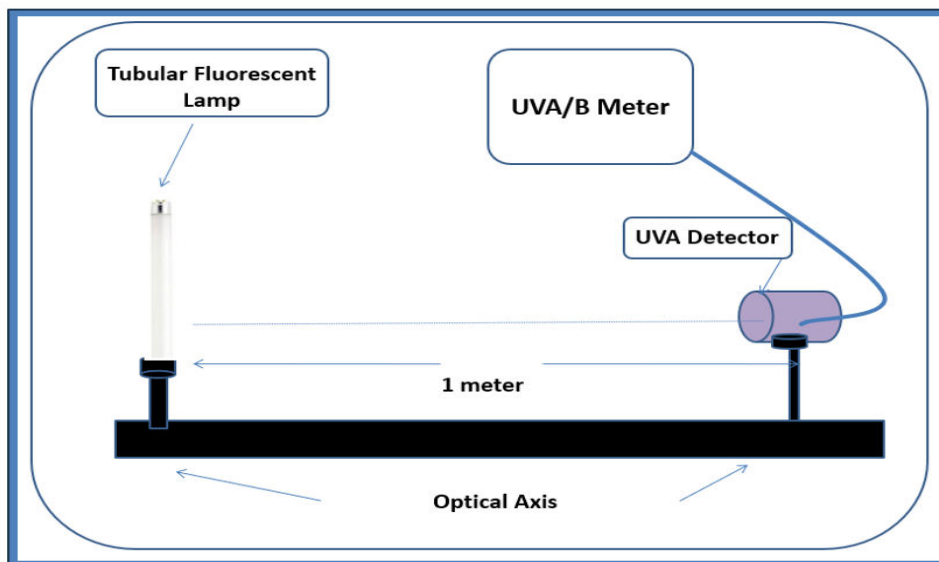 Tubular Fluorescent
Lamp
UVA/B Meter
UVA Detector
1 meter
Optical Axis